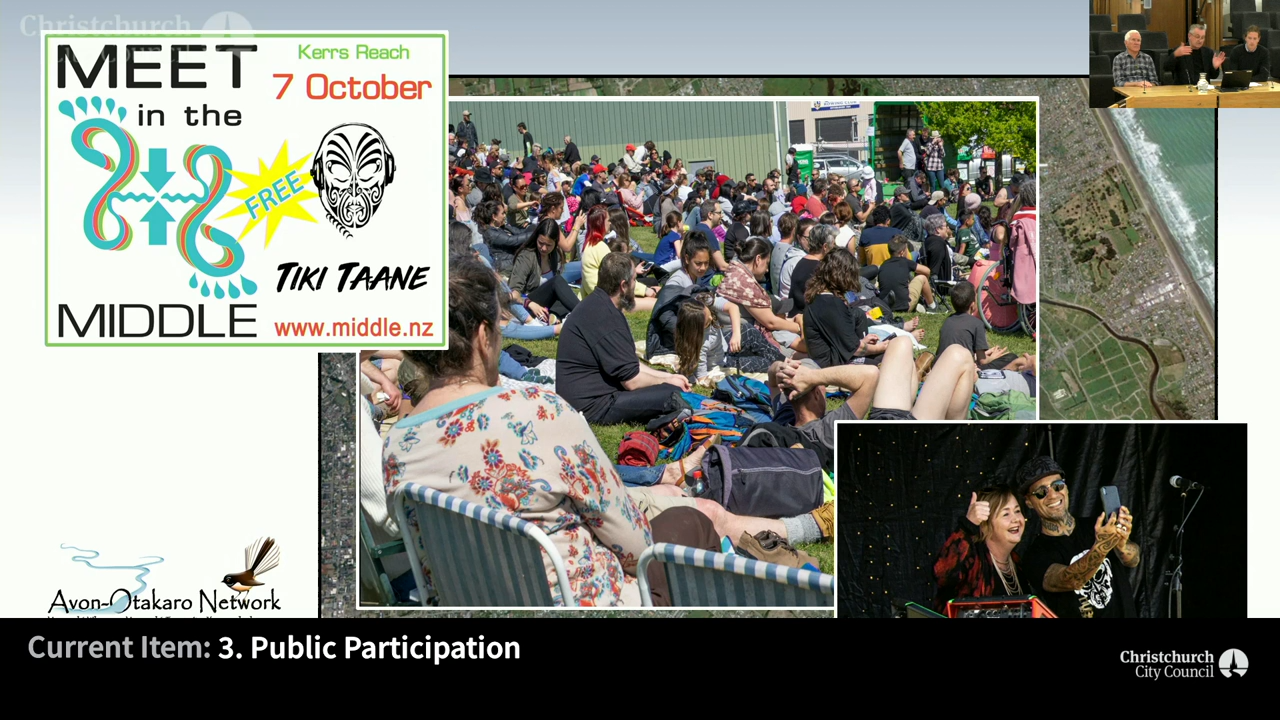 Christchurch
MEET
in the
MIDDLE
Kerrs Reach
7 October
FREE
TIKI TAANE
www.middle.nz
Avon-Otakaro Network
Current Item: 3. Public Participation
Christchurch
City Council